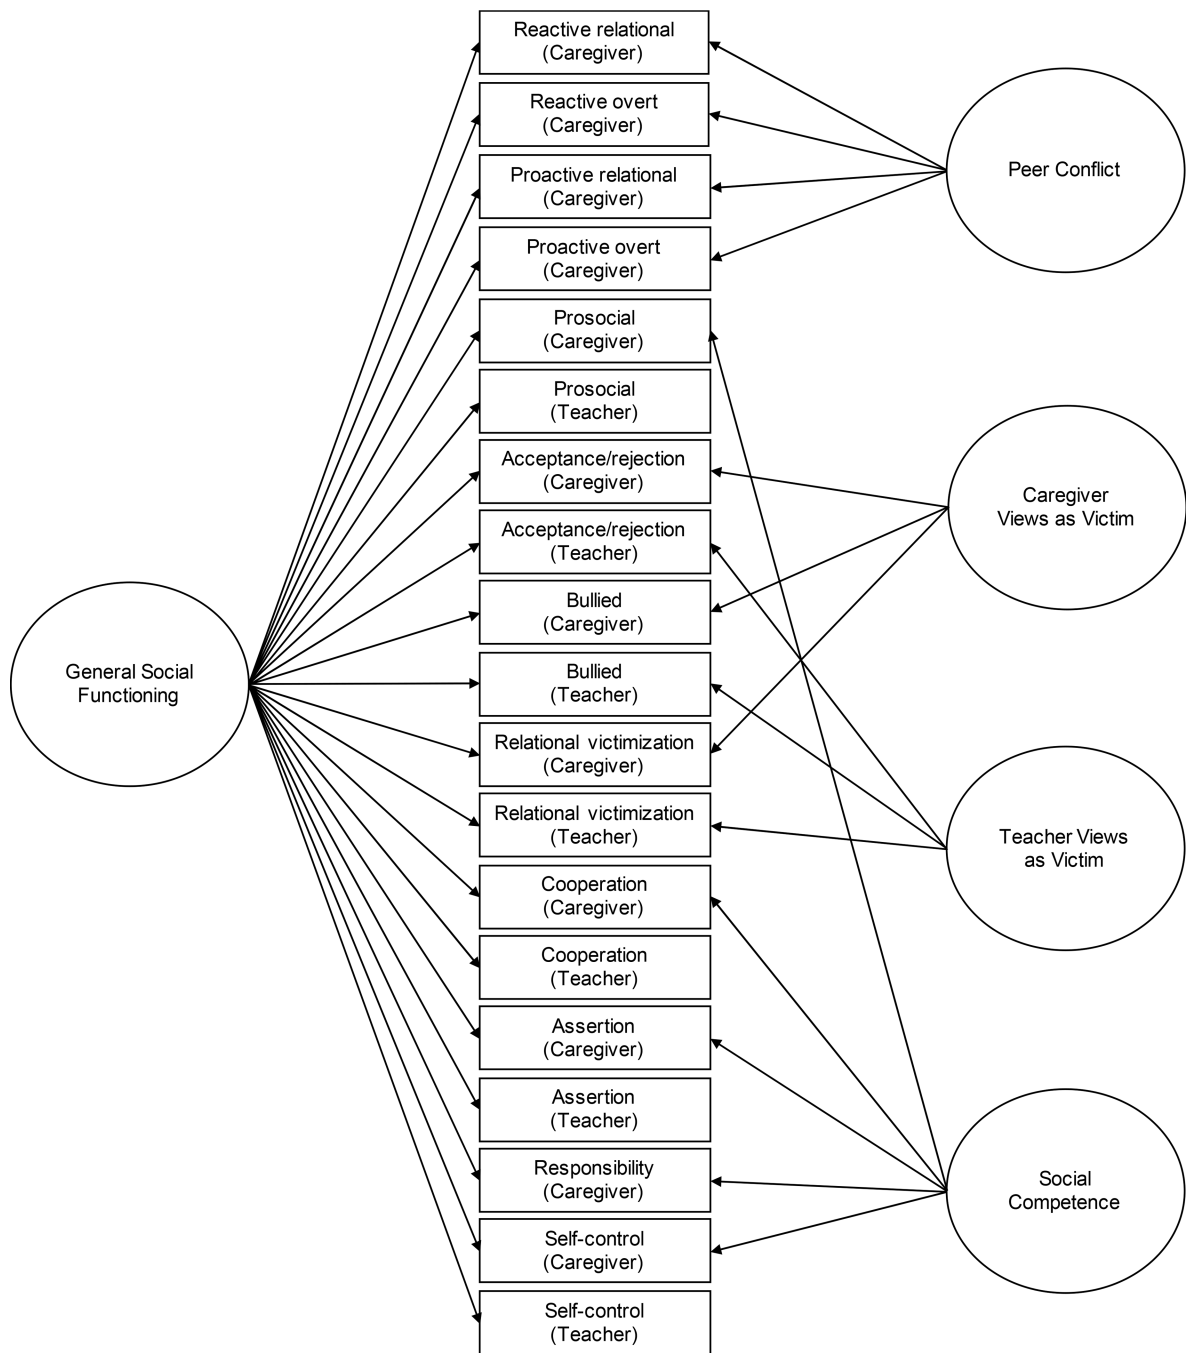 Reactive relational
(Caregiver)
Reactive overt
(Caregiver)
Proactive relational
(Caregiver)
Proactive overt
(Caregiver)
Prosocial
(Caregiver)
Prosocial
(Teacher)
Acceptance/rejection
(Caregiver)
Acceptance/rejection
(Teacher)
Bullied
(Caregiver)
Bullied
(Teacher)
Relational victimization
(Caregiver)
Relational victimization
(Teacher)
Cooperation
(Caregiver)
Cooperation
(Teacher)
Assertion
(Caregiver)
Assertion
(Teacher)
Responsibility
(Caregiver)
Self-control
(Caregiver)
Self-control
(Teacher)
General Social
Functioning
Peer Conflict
Caregiver
Views as Victim
Teacher Views
as Victim
Social
Competence